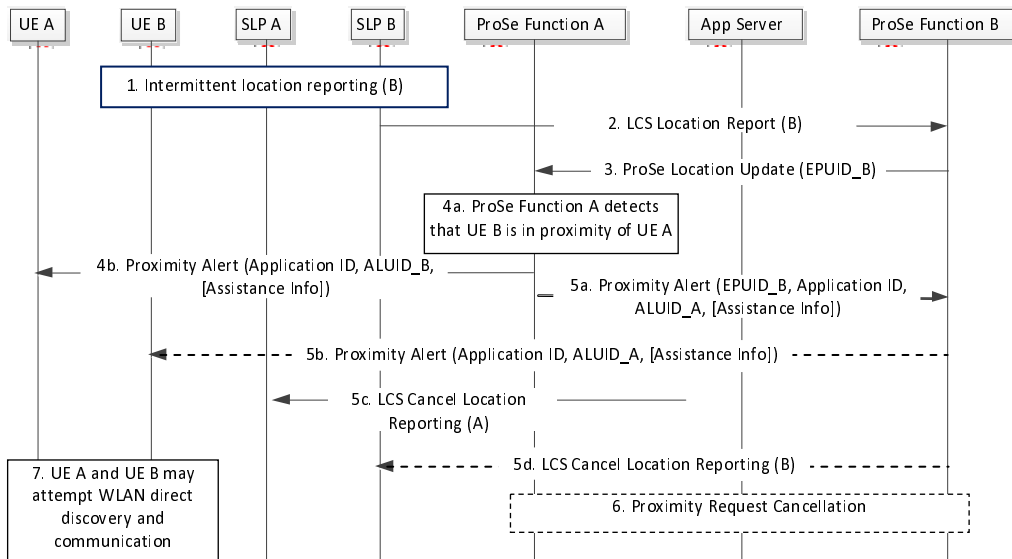 UE A
UE B
SLP A
SLP B
ProSe Function A
App Server
ProSe Function B
1. Intermittent location reporting (B)
2. LCS Location Report (B)
3. ProSe Location Update (EPUID_B)
4a. ProSe Function A detects
that UE B is in proximity of UE A
4b. Proximity Alert (Application ID, ALUID_B,
[Assistance Info])
5a. Proximity Alert (EPUID_B, Application ID,
ALUID_A, [Assistance Info])
5b. Proximity Alert (Application ID, ALUID_A, [Assistance Info])
5c. LCS Cancel Location
Reporting (A)
5d. LCS Cancel Location Reporting (B)
7. UE A and UE B may
attempt WLAN direct
discovery and
communication
6. Proximity Request Cancellation